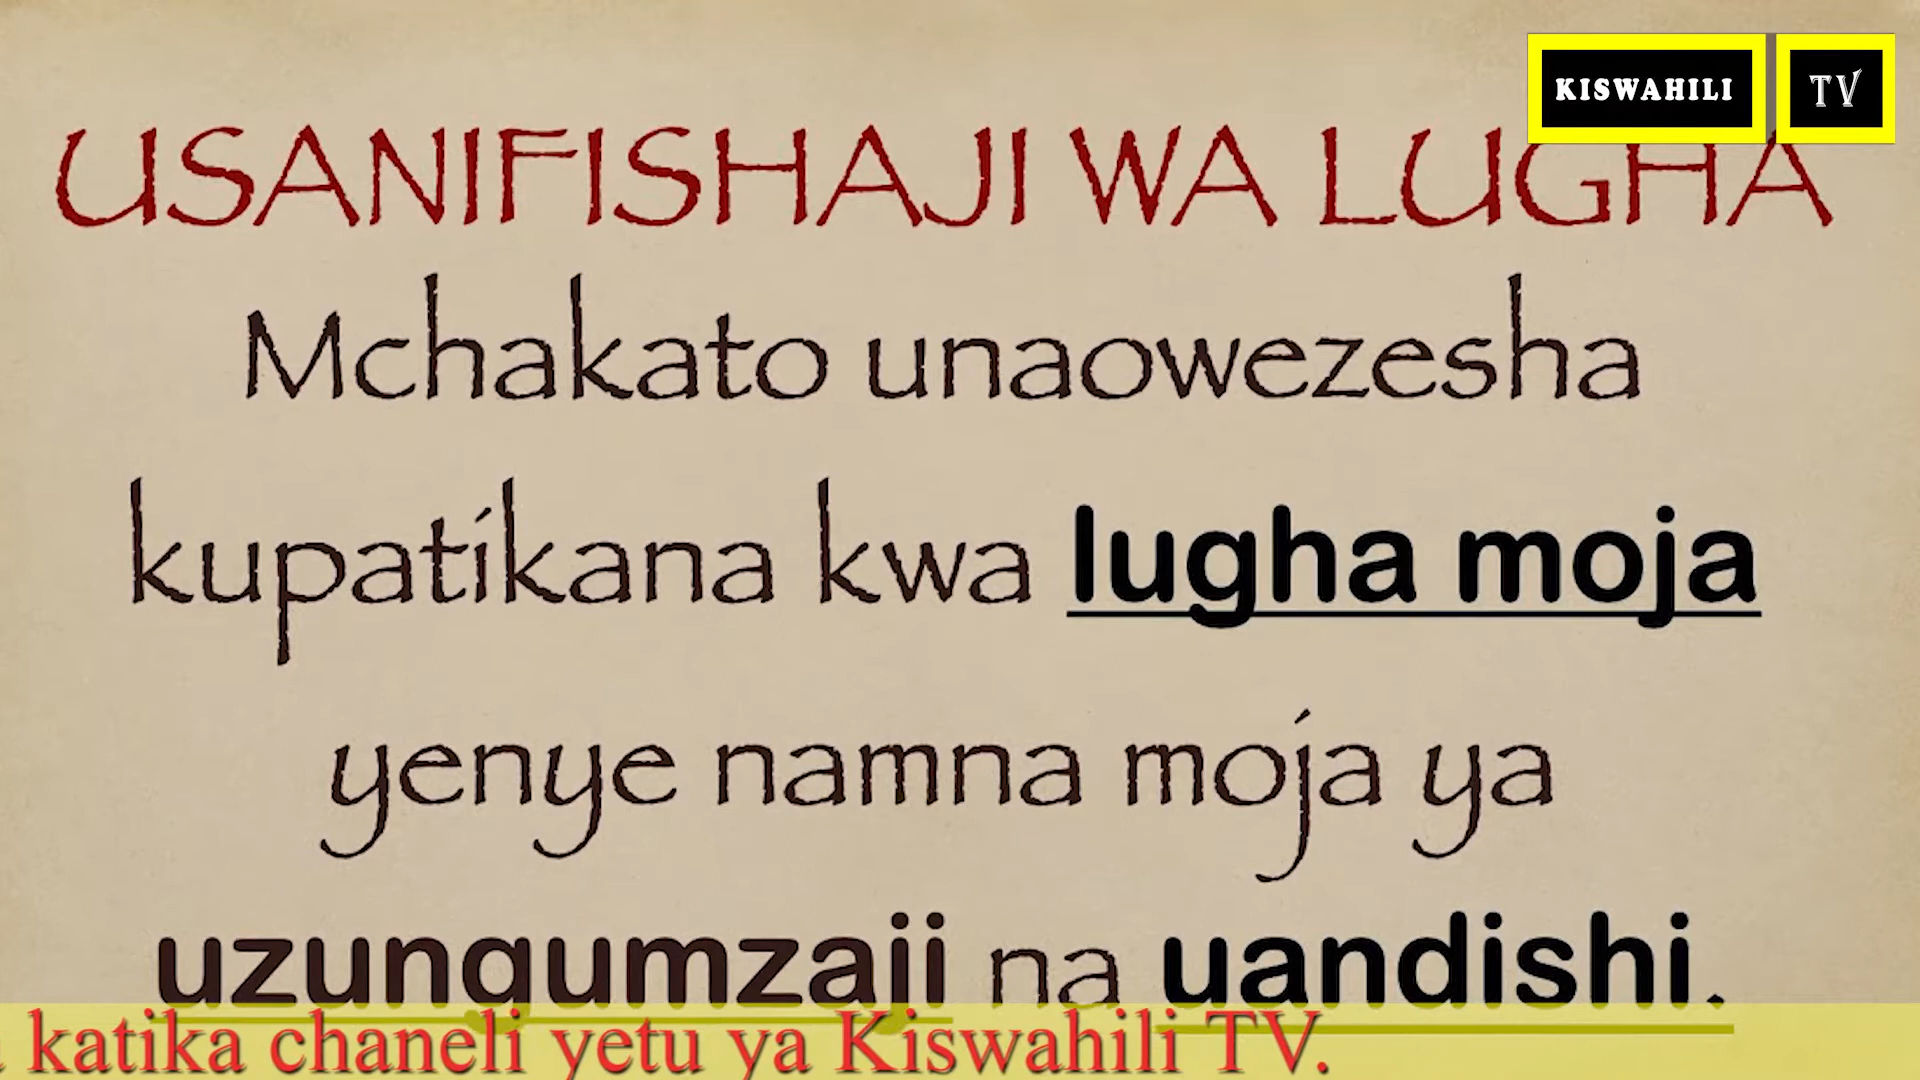 KISWAHILI TV
USANIFISHAJI WA LUGHA
Mchakato unaowezesha
kupatikana kwa lugha moja
yenye namna moja ya
uzungumzaji na uandishi.
katika chaneli yetu ya Kiswahili TV.